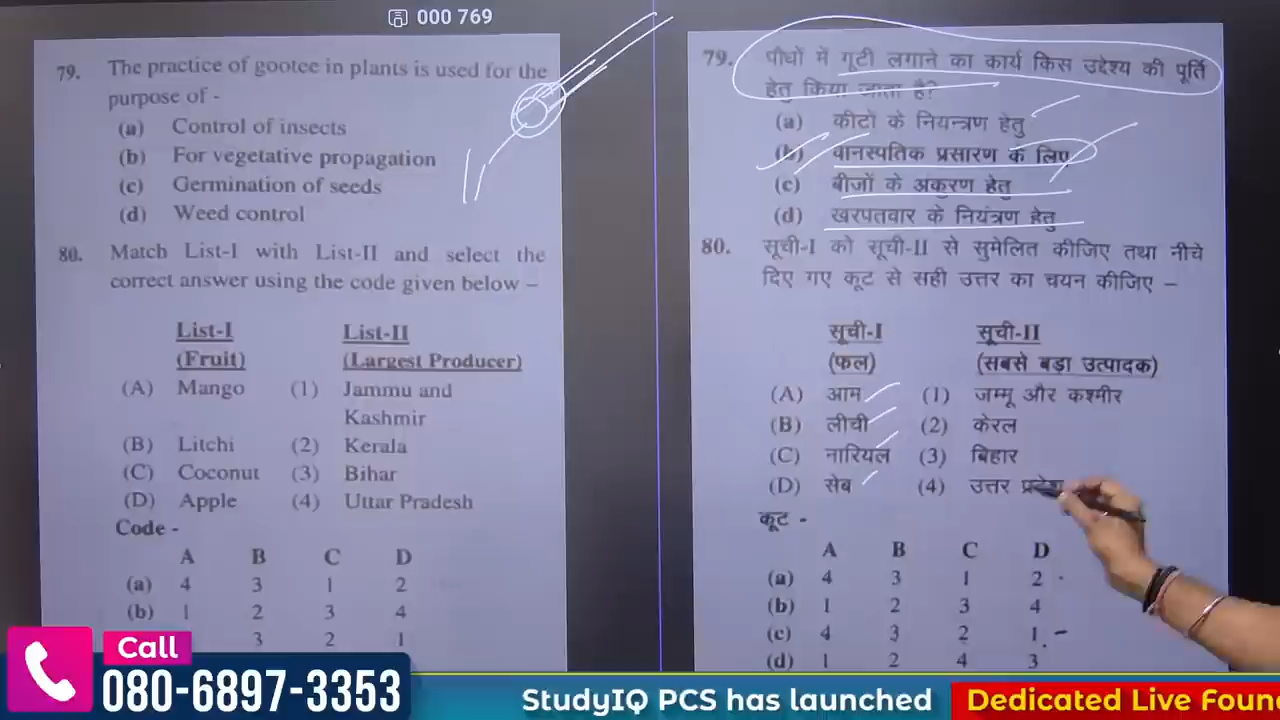 000 769
79. The practice of gootee in plants is used for the
purpose of -
(a) Control of insects
(b) For vegetative propagation
(c) Germination of seeds
(d) Weed control
80. Match List-I with List-II and select the
correct answer using the code given below –
List-I List-II
(Fruit) (Largest Producer)
(A) Mango (1) Jammu and
Kashmir
(B) Litchi (2) Kerala
(C) Coconut (3) Bihar
(D) Apple (4) Uttar Pradesh
Code -
A B C D
(a) 4 3 1 2
(b) 1 2 3 4
3 2 1
79. पौधों में गूटी लगाने का कार्य किस उद्देश्य की पूर्ति
हेतु किया जाता है?
(a) कीटों के नियन्त्रण हेतु
(b) वानस्पतिक प्रसारण के लिए
(c) बीजों के अंकुरण हेतु
(d) खरपतवार के नियंत्रण हेतु
80. सूची-I को सूची-II से सुमेलित कीजिए तथा नीचे
दिए गए कूट से सही उत्तर का चयन कीजिए –
सूची-I सूची-II
(फल) (सबसे बड़ा उत्पादक)
(A) आम (1) जम्मू और कश्मीर
(B) लीची (2) केरल
(C) नारियल (3) बिहार
(D) सेब (4) उत्तर प्रदेश
कूट -
A B C D
(a) 4 3 1 2
(b) 1 2 3 4
(c) 4 3 2 1
(d) 1 2 4 3
Call
080-6897-3353
StudyIQ PCS has launched
Dedicated Live Foun